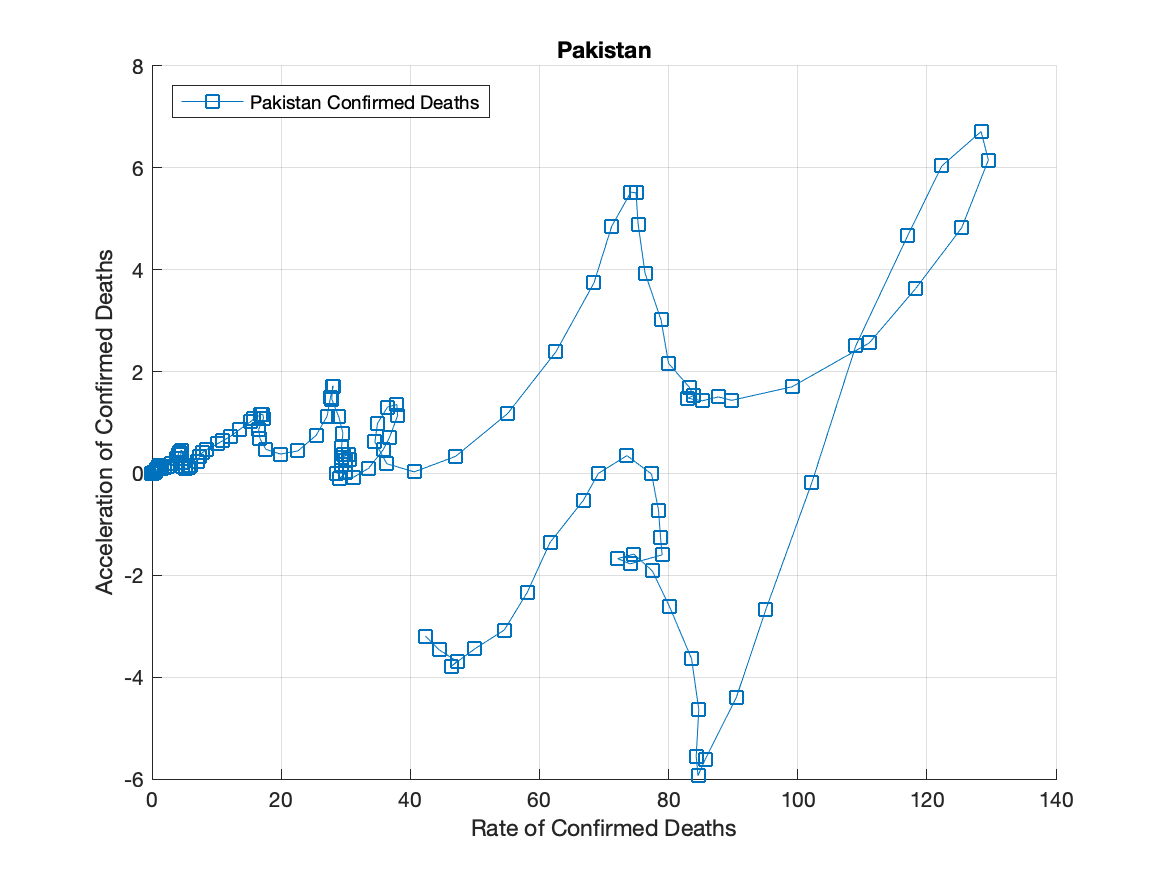 Pakistan
8
Pakistan Confirmed Deaths
6
4
2
0
-2
-4
-6
Acceleration of Confirmed Deaths
0 20 40 60 80 100 120 140
Rate of Confirmed Deaths